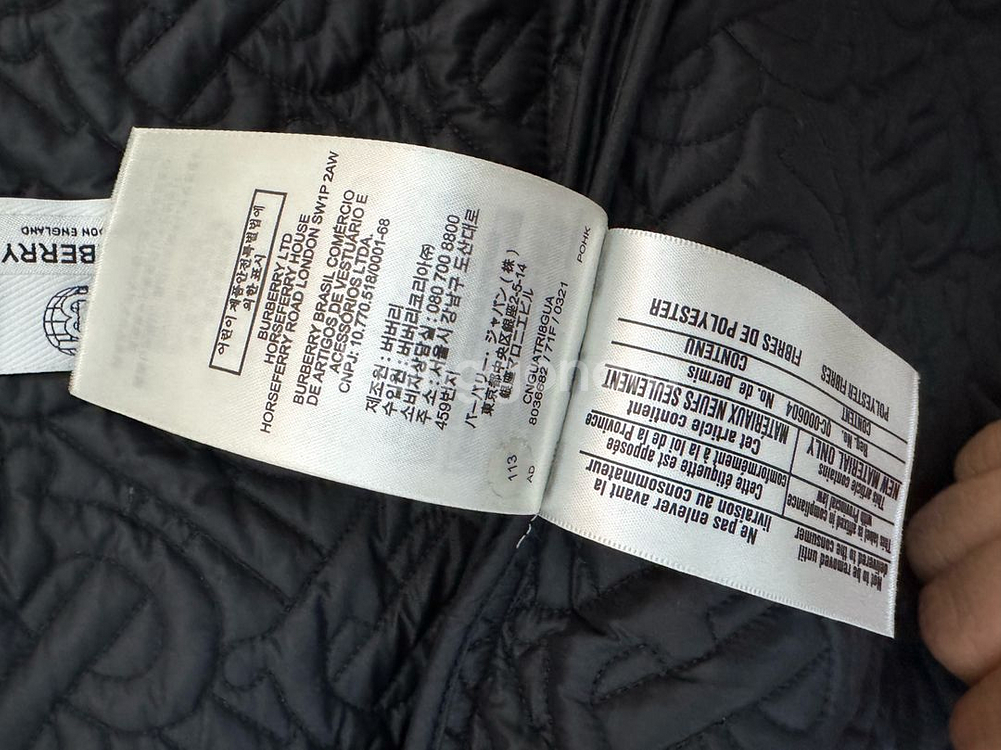 BERRY
DON ENGLAND
어린이 제품안전특별법에
의한 표시
BURBERRY LTD
HORSEFERRY HOUSE
HORSEFERRY ROAD LONDON SW1P 2AW
BURBERRY BRASIL COMERCIO
DE ARTIGOS DE VESTUÁRIO E
ACESSÓRIOS LTDA.
CNPJ: 10.770.518/0001-68
제조원 : 버버리
수입원 : 버버리코리아㈜
소비자상담실 : 080 700 8800
주 소 : 서울시 강남구 도산대로
459번지
バーバリー・ジャパン(株)
東京都中央区銀座2-5-14
銀座マロニエビル
CNGUATRI8GUA
8036682 / 71F / 0321
POHK
113
AD
Not to be removed until
delivered to the consumer
This label is affixed in compliance
with Provincial law
This article contains
NEW MATERIAL ONLY
Reg. No. QC-0000604 No. de permis
CONTENT CONTENU
POLYESTER FIBRES FIBRES DE POLYESTER
Ne pas enlever avant la
livraison au consommateur
Cette étiquette est apposée
conformément à la loi de la Province
Cet article contient
MATÉRIAUX NEUFS SEULEMENT